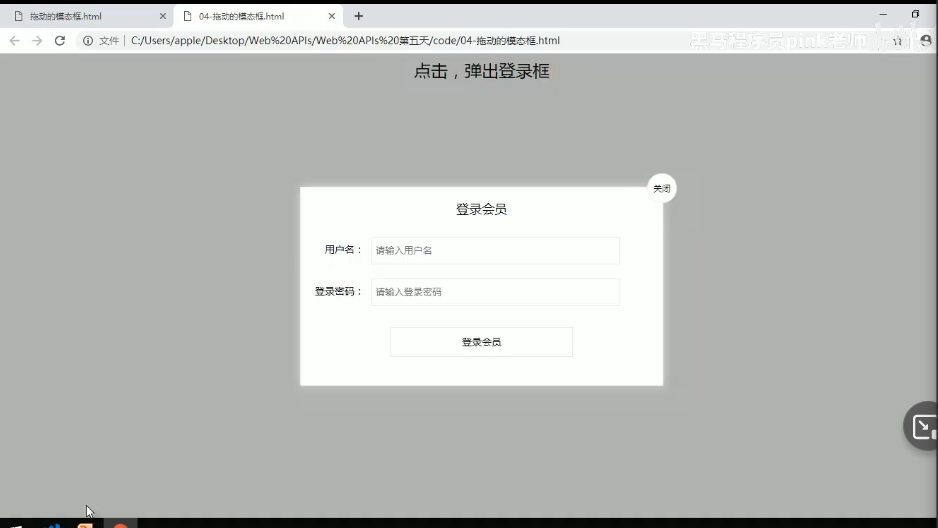 拖动的模态框.html
04-拖动的模态框.html
文件
C:/Users/apple/Desktop/Web%20APIs/Web%20APIs%20第五天/code/04-拖动的模态框.html
黑马程序员pink老师
点击，弹出登录框
关闭
登录会员
用户名：
请输入用户名
登录密码：
请输入登录密码
登录会员